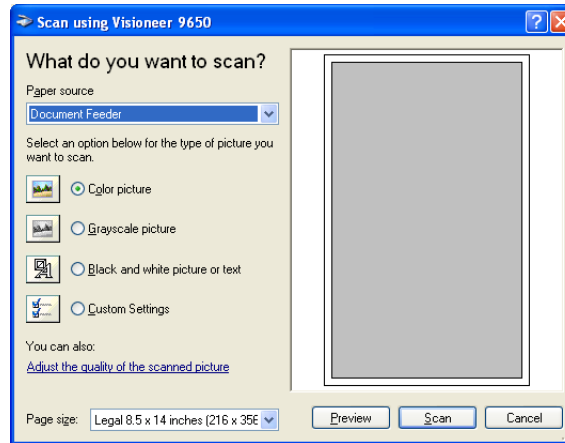 Scan using Visioneer 9650
What do you want to scan?
Paper source
Document Feeder
Select an option below for the type of picture you
want to scan.
Color picture
Grayscale picture
Black and white picture or text
Custom Settings
You can also:
Adjust the quality of the scanned picture
Page size:
Legal 8.5 x 14 inches (216 x 356
Preview
Scan
Cancel